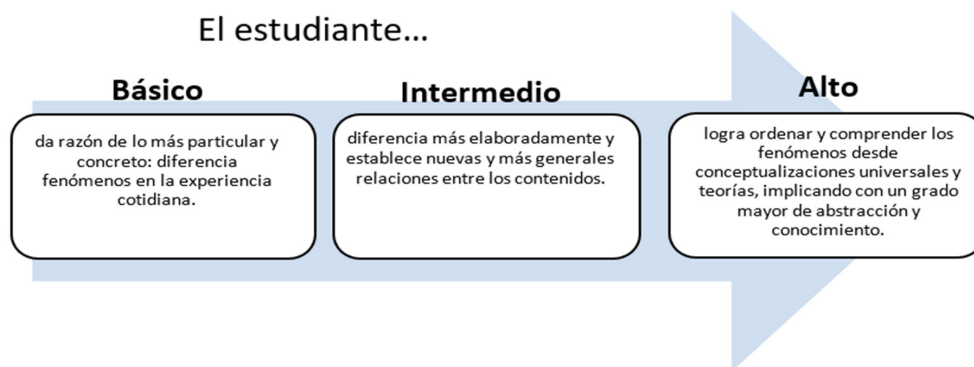 El estudiante...
Básico
da razón de lo más particular y
concreto: diferencia
fenómenos en la experiencia
cotidiana.
Intermedio
diferencia más elaboradamente y
establece nuevas y más generales
relaciones entre los contenidos.
Alto
logra ordenar y comprender los
fenómenos desde
conceptualizaciones universales y
teorías, implicando con un grado
mayor de abstracción y
conocimiento.